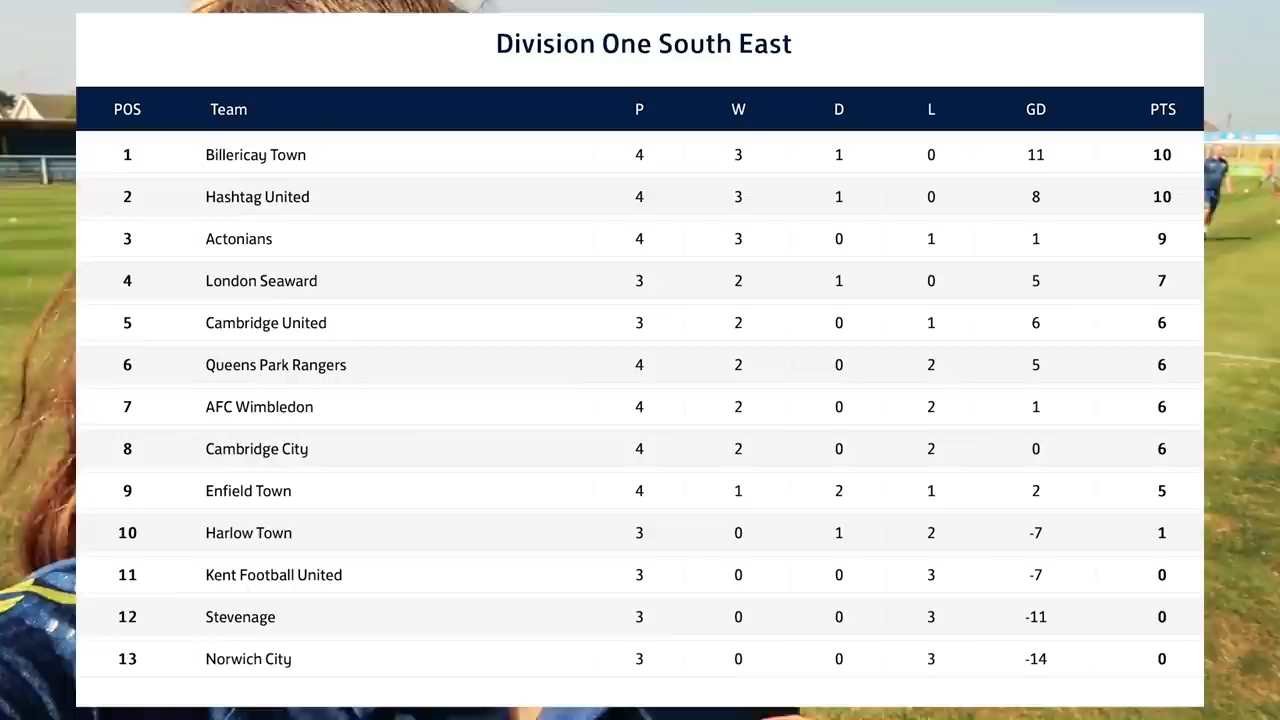 Division One South East
POS Team P W D L GD PTS
1 Billericay Town 4 3 1 0 11 10
2 Hashtag United 4 3 1 0 8 10
3 Actonians 4 3 0 1 1 9
4 London Seaward 3 2 1 0 5 7
5 Cambridge United 3 2 0 1 6 6
6 Queens Park Rangers 4 2 0 2 5 6
7 AFC Wimbledon 4 2 0 2 1 6
8 Cambridge City 4 2 0 2 0 6
9 Enfield Town 4 1 2 1 2 5
10 Harlow Town 3 0 1 2 -7 1
11 Kent Football United 3 0 0 3 -7 0
12 Stevenage 3 0 0 3 -11 0
13 Norwich City 3 0 0 3 -14 0